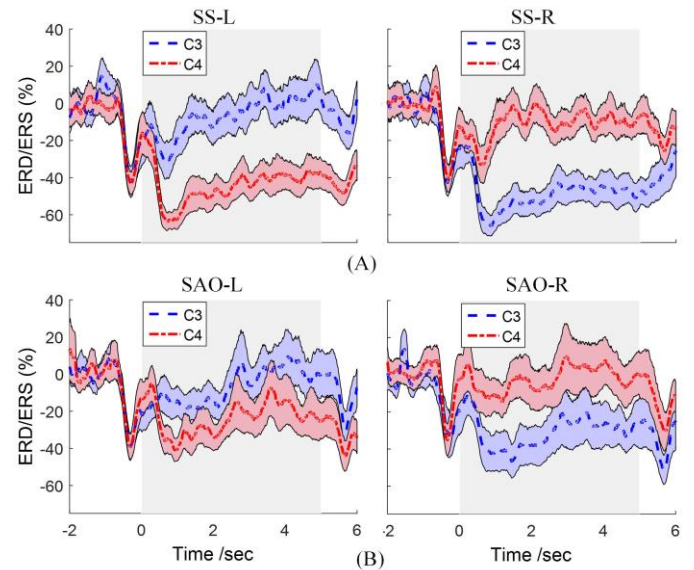 SS-L SS-R
C3
C4
C3
C4
ERD/ERS (%)
40
20
0
-20
-40
-60
(A)
SAO-L SAO-R
C3
C4
C3
C4
ERD/ERS (%)
40
20
0
-20
-40
-60
-2 0 2 4 6
-2 0 2 4 6
Time /sec
Time /sec
(B)